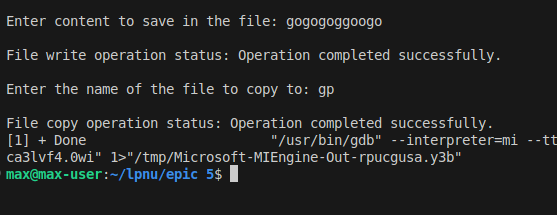 Enter content to save in the file: gogogoggoogo
File write operation status: Operation completed successfully.
Enter the name of the file to copy to: gp
File copy operation status: Operation completed successfully.
[1] + Done                       "/usr/bin/gdb" --interpreter=mi --tt
ca3lvf4.0wi" 1>"/tmp/Microsoft-MIEngine-Out-rpucgusa.y3b"
max@max-user:~/lpnu/epic 5$